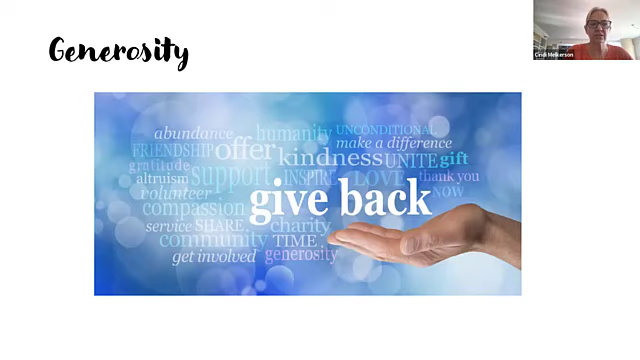 Generosity
Cindi Melkerson
abundance humanity UNCONDITIONAL
FRIENDSHIP offer make a difference
gratitude kindness UNITE gift
altruism support INSPIRE LOVE thank you
volunteer give back NOW
compassion
service SHARE charity
community TIME
get involved generosity